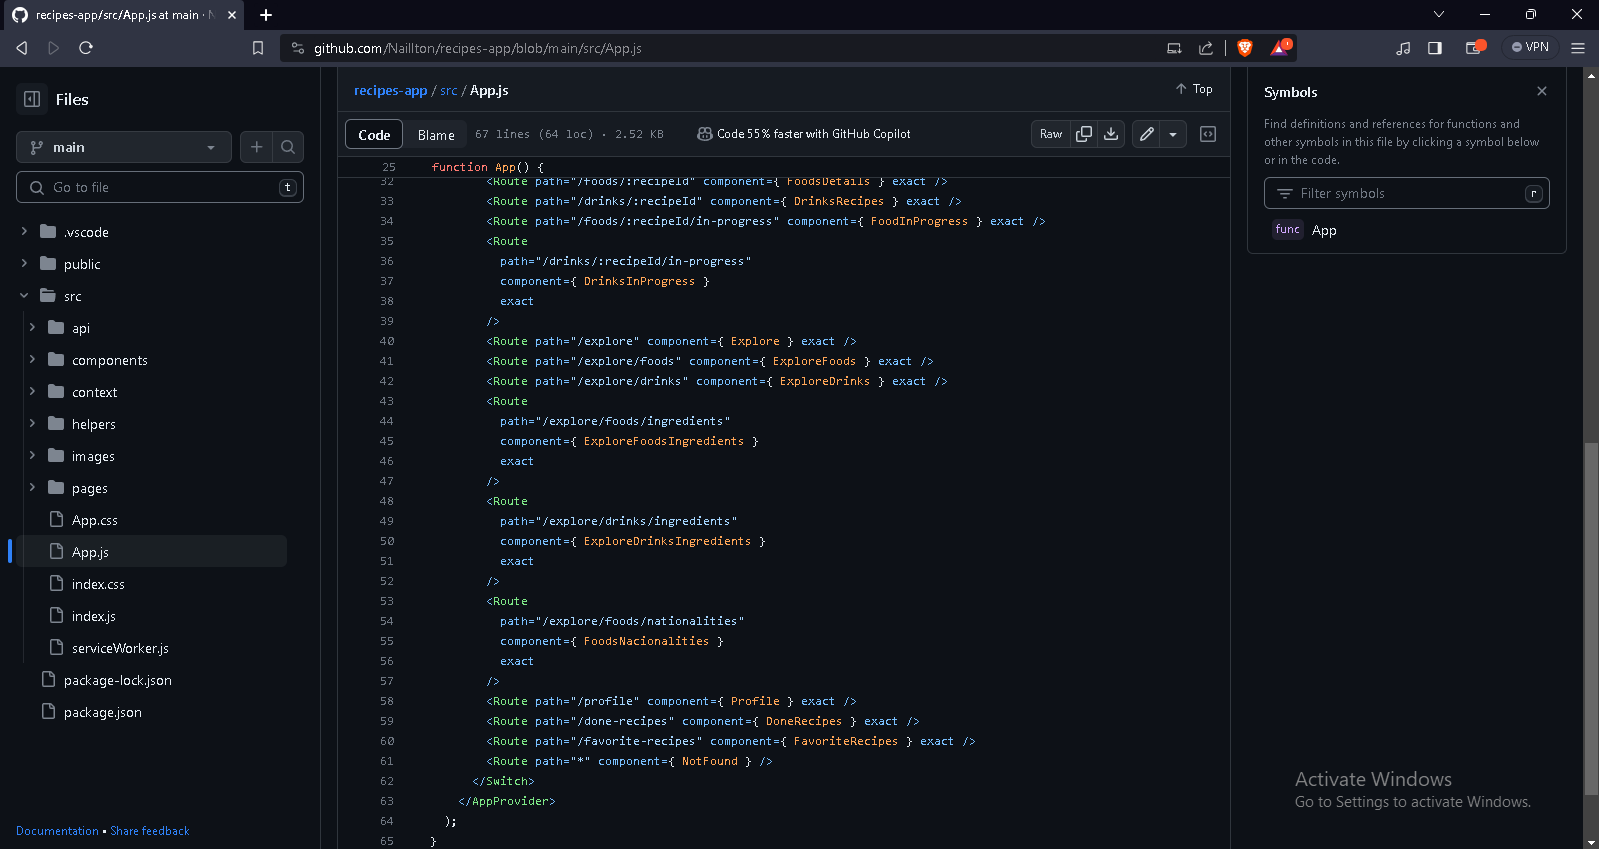 recipes-app/src/App.js at main · N
github.com/Naillton/recipes-app/blob/main/src/App.js
1
VPN
Files
main
Go to file
t
.vscode
public
src
api
components
context
helpers
images
pages
App.css
App.js
index.css
index.js
serviceWorker.js
package-lock.json
package.json
Documentation • Share feedback
recipes-app / src / App.js
Top
Code Blame 67 lines (64 loc) · 2.52 KB Code 55% faster with GitHub Copilot Raw
25 function App() {
32 <Route path="/foods/:recipeId" component={ FoodsDetails } exact />
33 <Route path="/drinks/:recipeId" component={ DrinksRecipes } exact />
34 <Route path="/foods/:recipeId/in-progress" component={ FoodInProgress } exact />
35 <Route
36 path="/drinks/:recipeId/in-progress"
37 component={ DrinksInProgress }
38 exact
39 />
40 <Route path="/explore" component={ Explore } exact />
41 <Route path="/explore/foods" component={ ExploreFoods } exact />
42 <Route path="/explore/drinks" component={ ExploreDrinks } exact />
43 <Route
44 path="/explore/foods/ingredients"
45 component={ ExploreFoodsIngredients }
46 exact
47 />
48 <Route
49 path="/explore/drinks/ingredients"
50 component={ ExploreDrinksIngredients }
51 exact
52 />
53 <Route
54 path="/explore/foods/nationalities"
55 component={ FoodsNacionalities }
56 exact
57 />
58 <Route path="/profile" component={ Profile } exact />
59 <Route path="/done-recipes" component={ DoneRecipes } exact />
60 <Route path="/favorite-recipes" component={ FavoriteRecipes } exact />
61 <Route path="*" component={ NotFound } />
62 </Switch>
63 </AppProvider>
64 );
65 }
Symbols
Find definitions and references for functions and
other symbols in this file by clicking a symbol below
or in the code.
Filter symbols
r
func App
Activate Windows
Go to Settings to activate Windows.